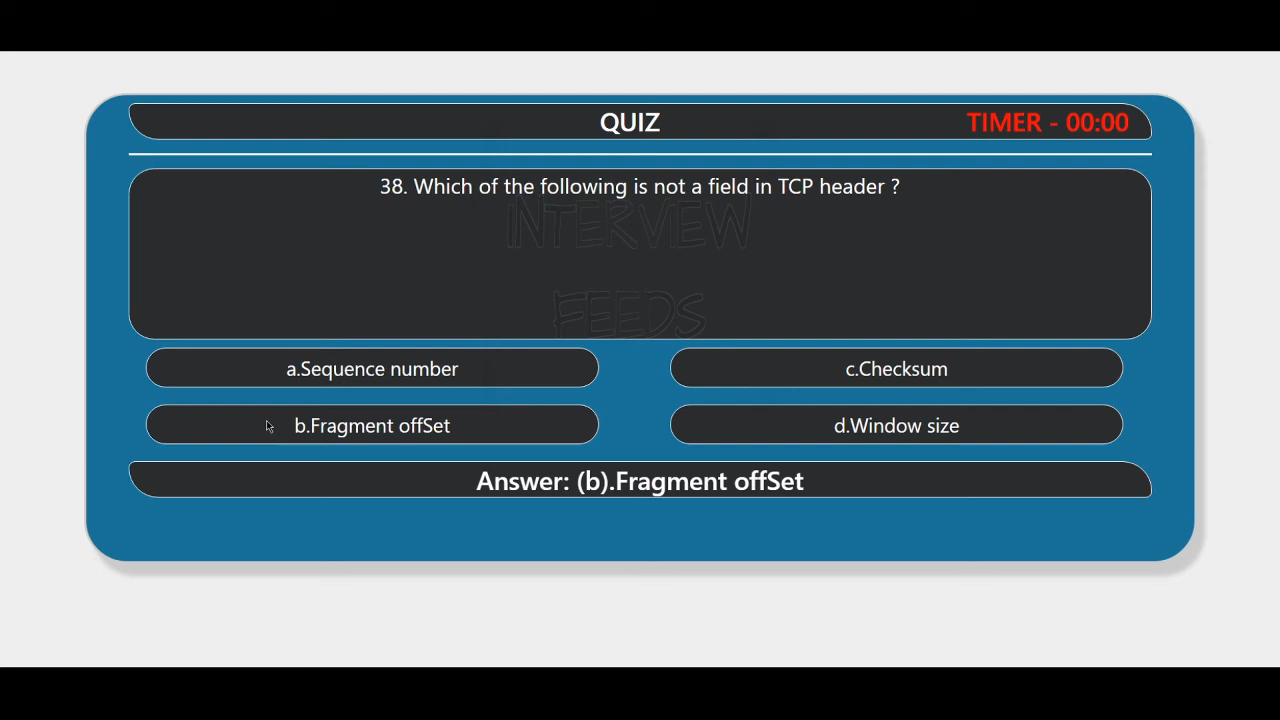 QUIZ
TIMER - 00:00
38. Which of the following is not a field in TCP header ?
INTERVIEW
FEEDS
a.Sequence number
c.Checksum
b.Fragment offSet
d.Window size
Answer: (b).Fragment offSet